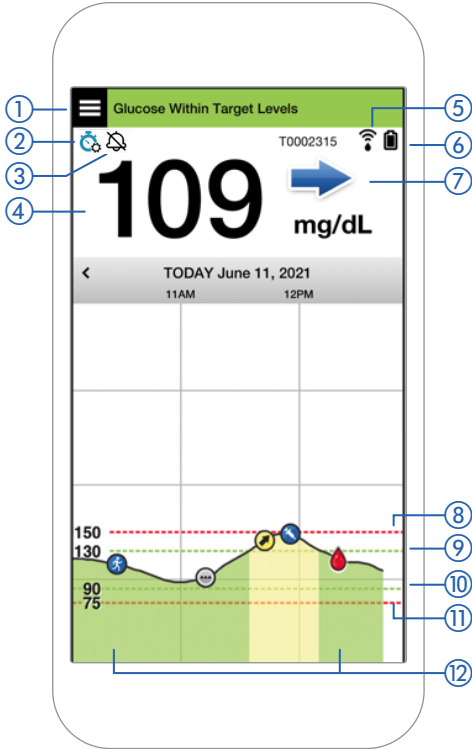 ① Glucose Within Target Levels ⑤
② T0002315 ⑥
③
④ 109 mg/dL ⑦
TODAY June 11, 2021
11AM 12PM
150 ⑧
130 ⑨
90 ⑩
75 ⑪
⑫